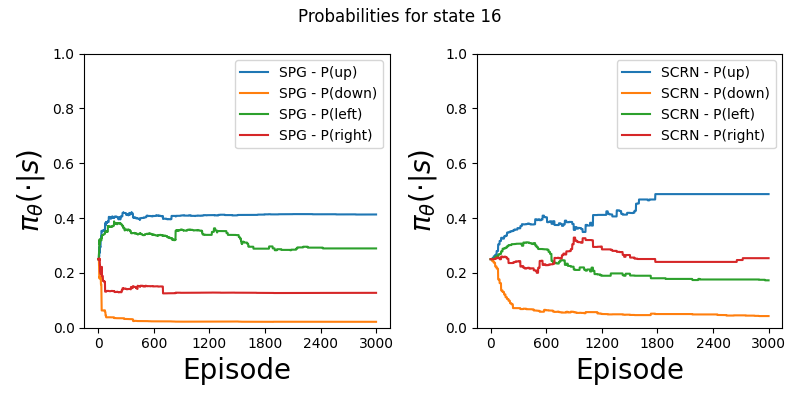 Probabilities for state 16
1.0
0.8
0.6
0.4
0.2
0.0
π_θ(·|s)
SPG - P(up)
SPG - P(down)
SPG - P(left)
SPG - P(right)
0 600 1200 1800 2400 3000
Episode
1.0
0.8
0.6
0.4
0.2
0.0
π_θ(·|s)
SCRN - P(up)
SCRN - P(down)
SCRN - P(left)
SCRN - P(right)
0 600 1200 1800 2400 3000
Episode